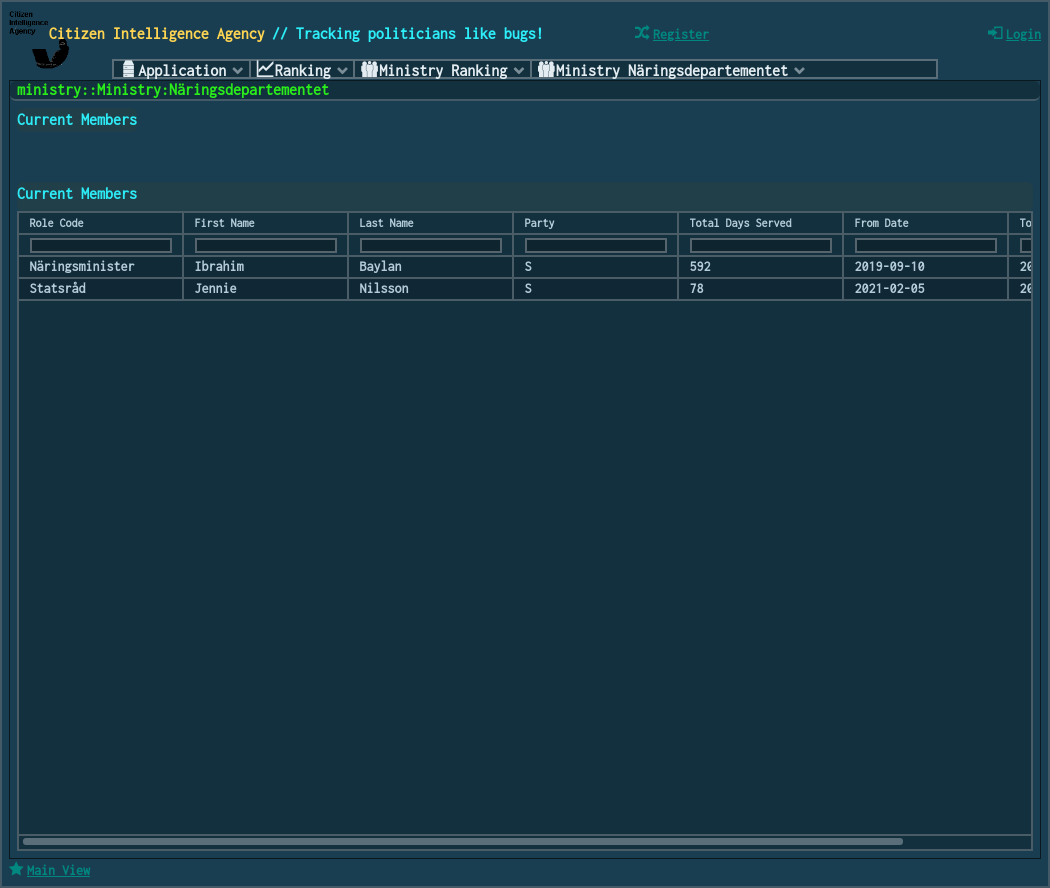 Citizen
Intelligence
Agency
Citizen Intelligence Agency // Tracking politicians like bugs!
Register
Login
Application
Ranking
Ministry Ranking
Ministry Näringsdepartementet
ministry::Ministry:Näringsdepartementet
Current Members
Current Members
Role Code First Name Last Name Party Total Days Served From Date To
Näringsminister Ibrahim Baylan S 592 2019-09-10 20
Statsråd Jennie Nilsson S 78 2021-02-05 20
Main View